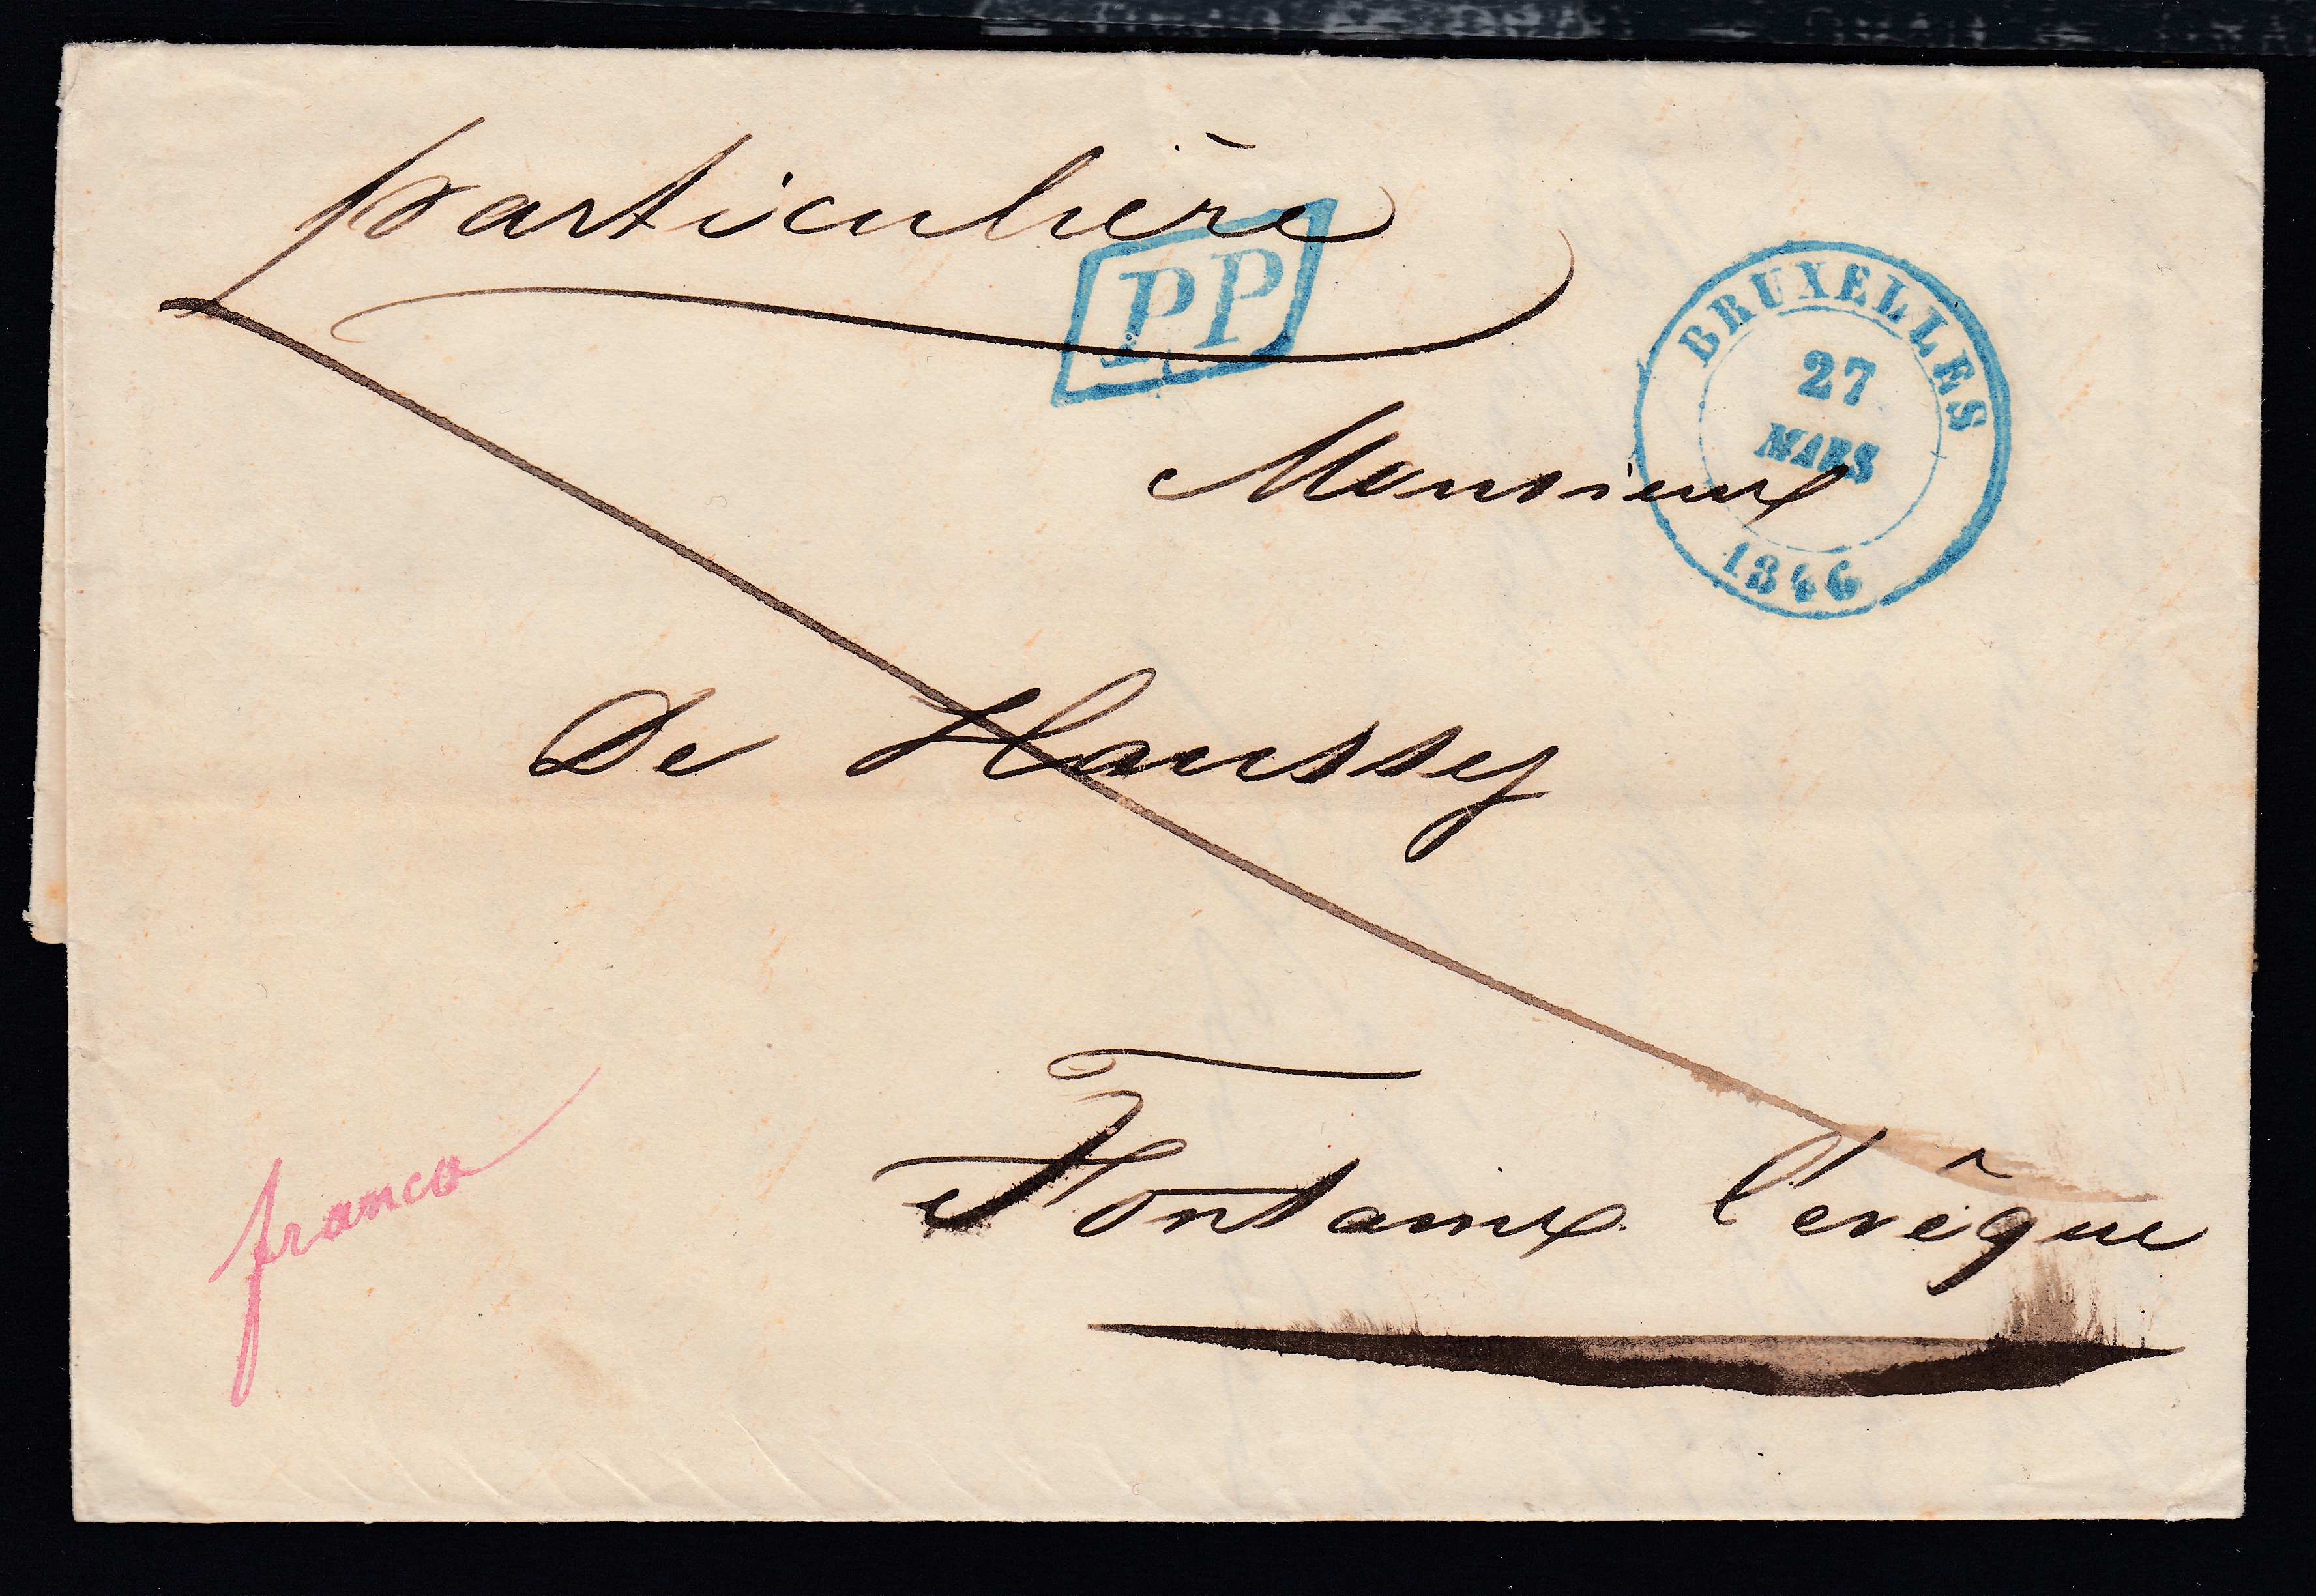 particulière
PP
BRUXELLES
27
MARS
1846
Monsieur
De Haussy
Fontaine l'evêque
franco